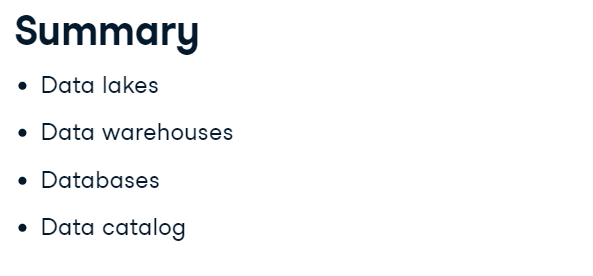 Summary
• Data lakes
• Data warehouses
• Databases
• Data catalog